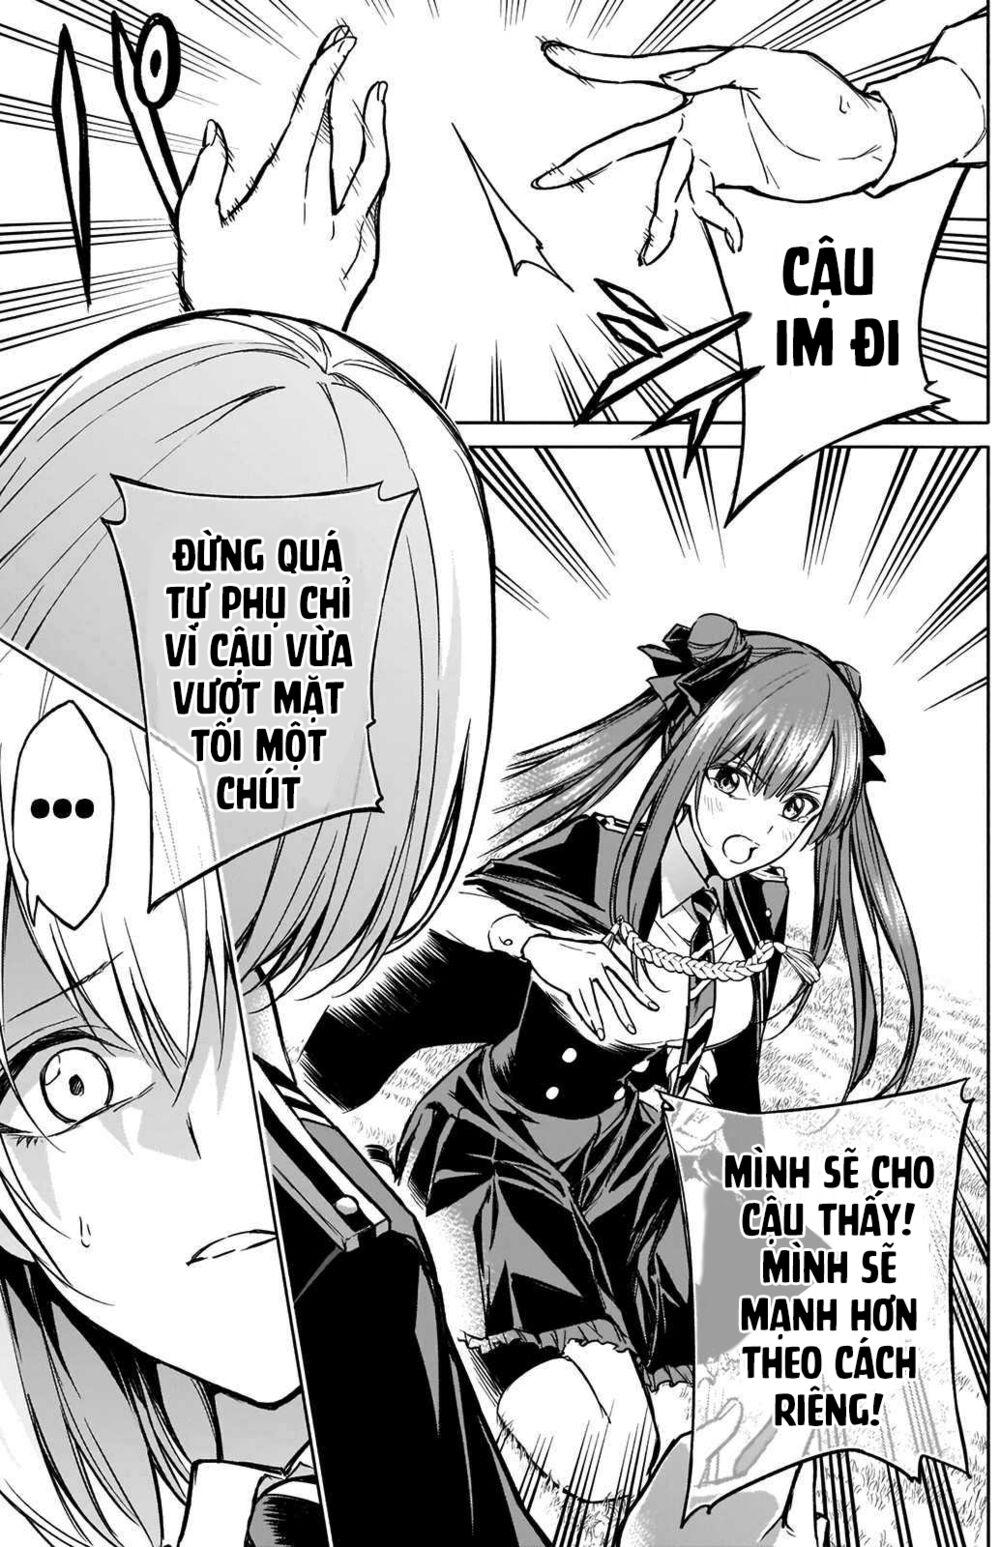 CẬU
IM ĐI
ĐỪNG QUÁ
TỰ PHỤ CHỈ
VÌ CẬU VỪA
VƯỢT MẶT
TÔI MỘT
CHÚT
●●●
MÌNH SẼ CHO
CẬU THẤY!
MÌNH SẼ
MẠNH HƠN
THEO CÁCH
RIÊNG!